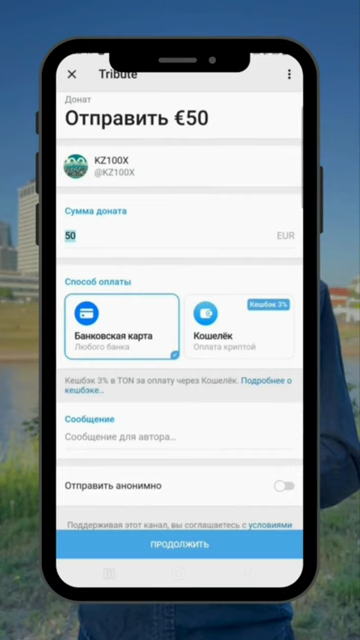 Tribute
Донат
Отправить €50
KZ100X
@KZ100X
Сумма доната
50 EUR
Способ оплаты
Кешбэк 3%
Банковская карта
Любого банка
Кошелёк
Оплата криптой
Кешбэк 3% в TON за оплату через Кошелёк. Подробнее о
кешбэке...
Сообщение
Сообщение для автора...
Отправить анонимно
Поддерживая этот канал, вы соглашаетесь с условиями
ПРОДОЛЖИТЬ